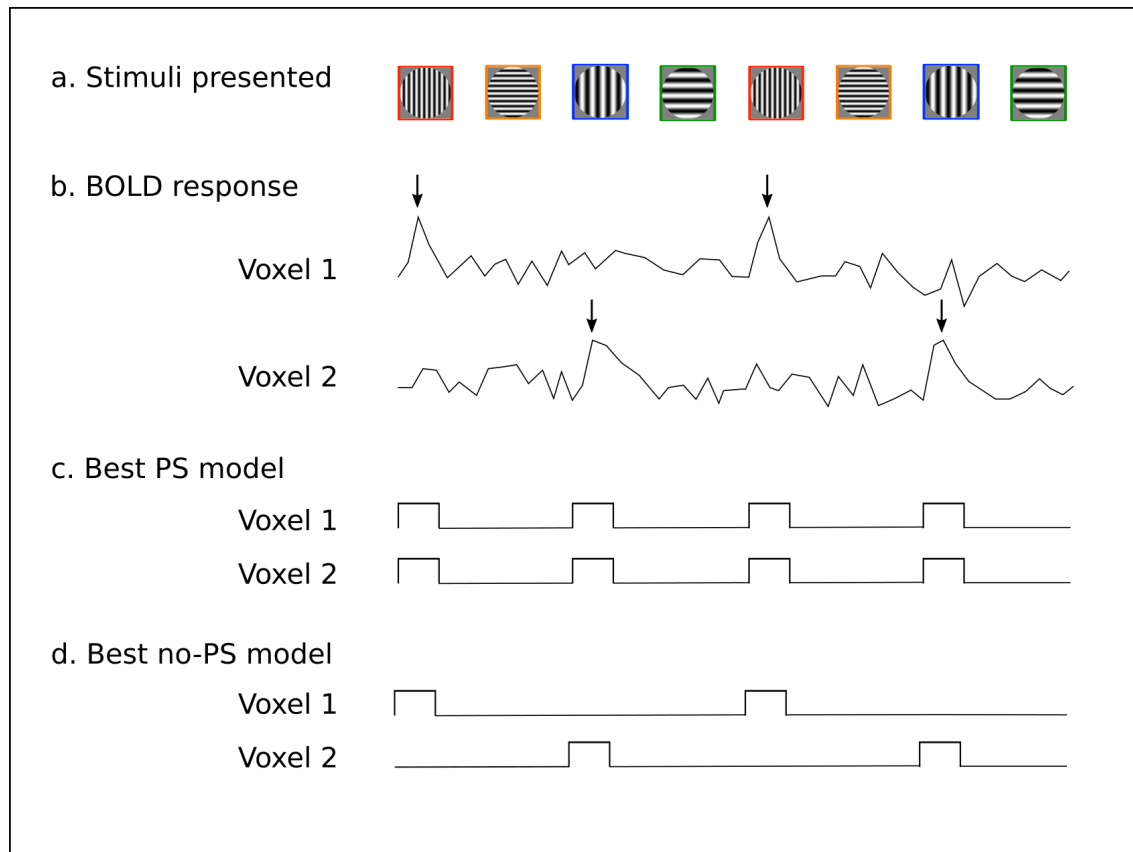 a. Stimuli presented
b. BOLD response
Voxel 1
Voxel 2
c. Best PS model
Voxel 1
Voxel 2
d. Best no-PS model
Voxel 1
Voxel 2